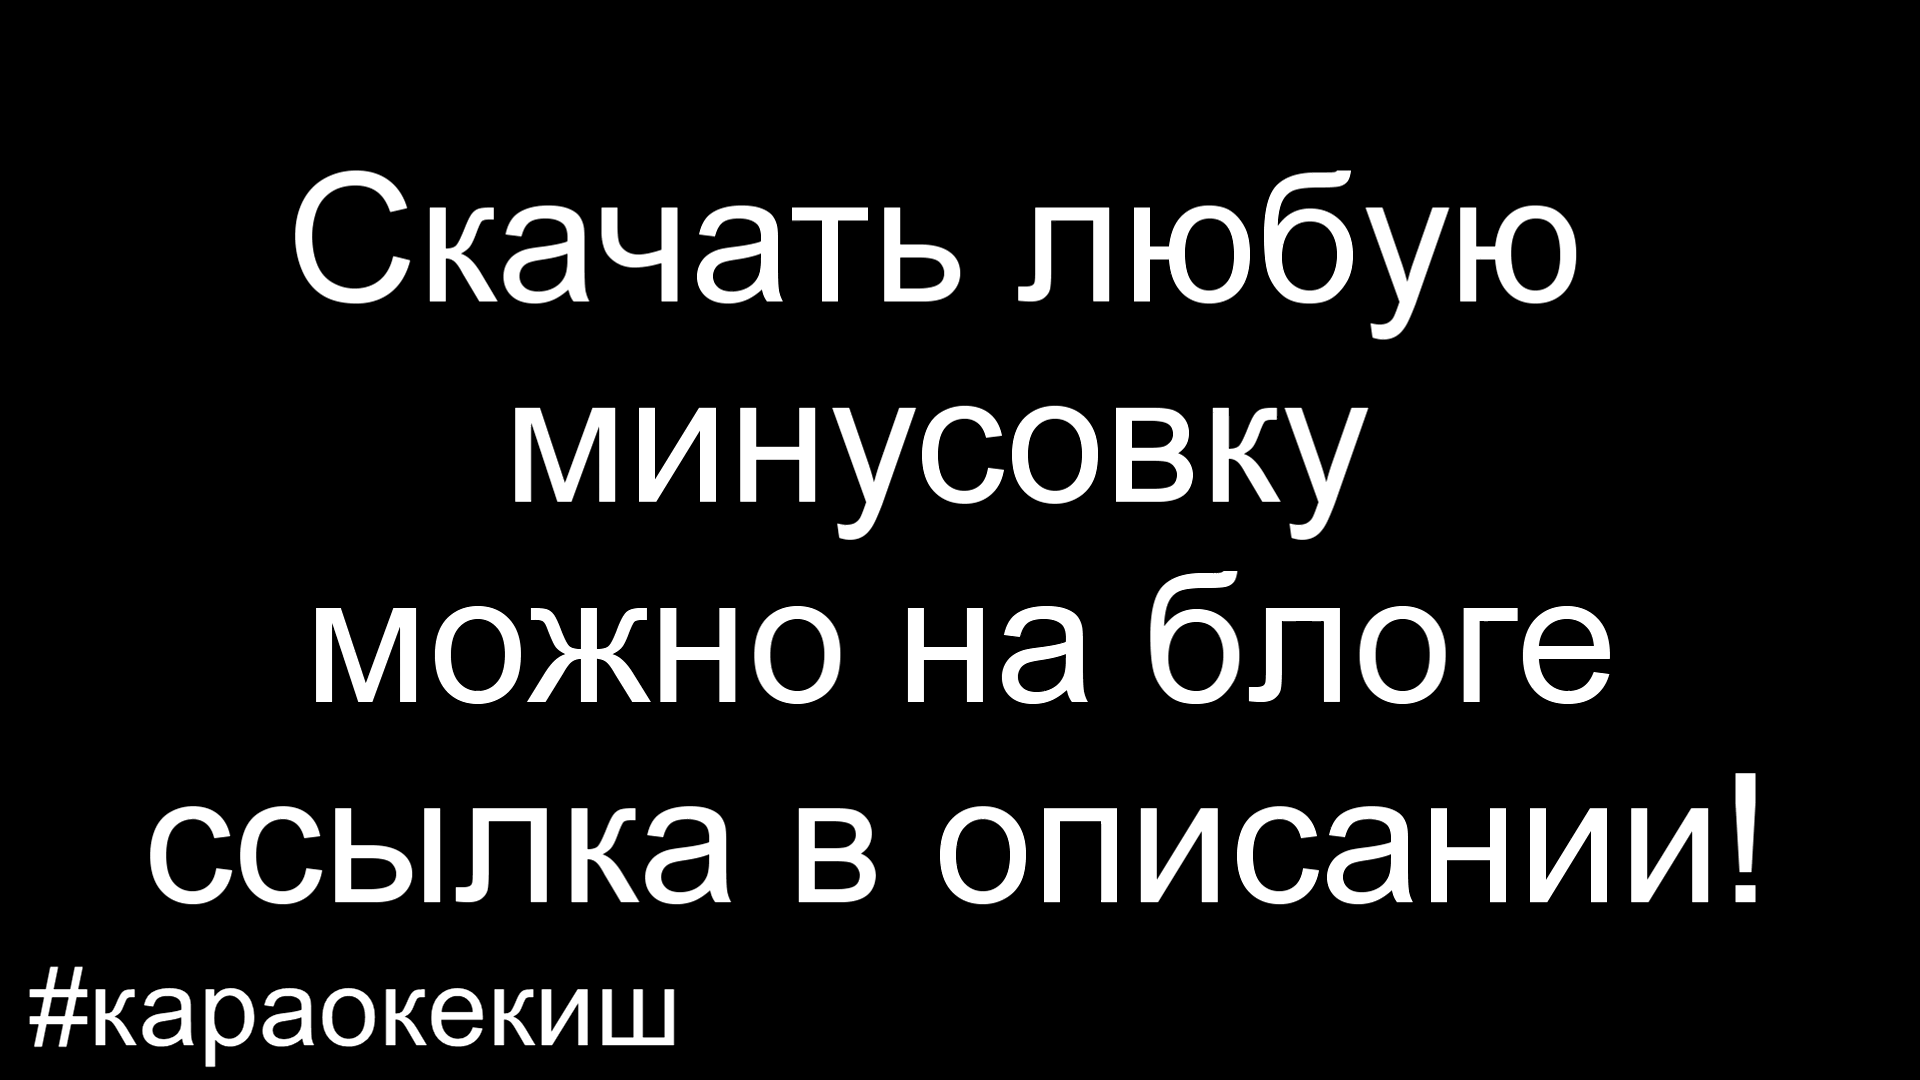 Скачать любую
минусовку
можно на блоге
ссылка в описании!
#караокекиш